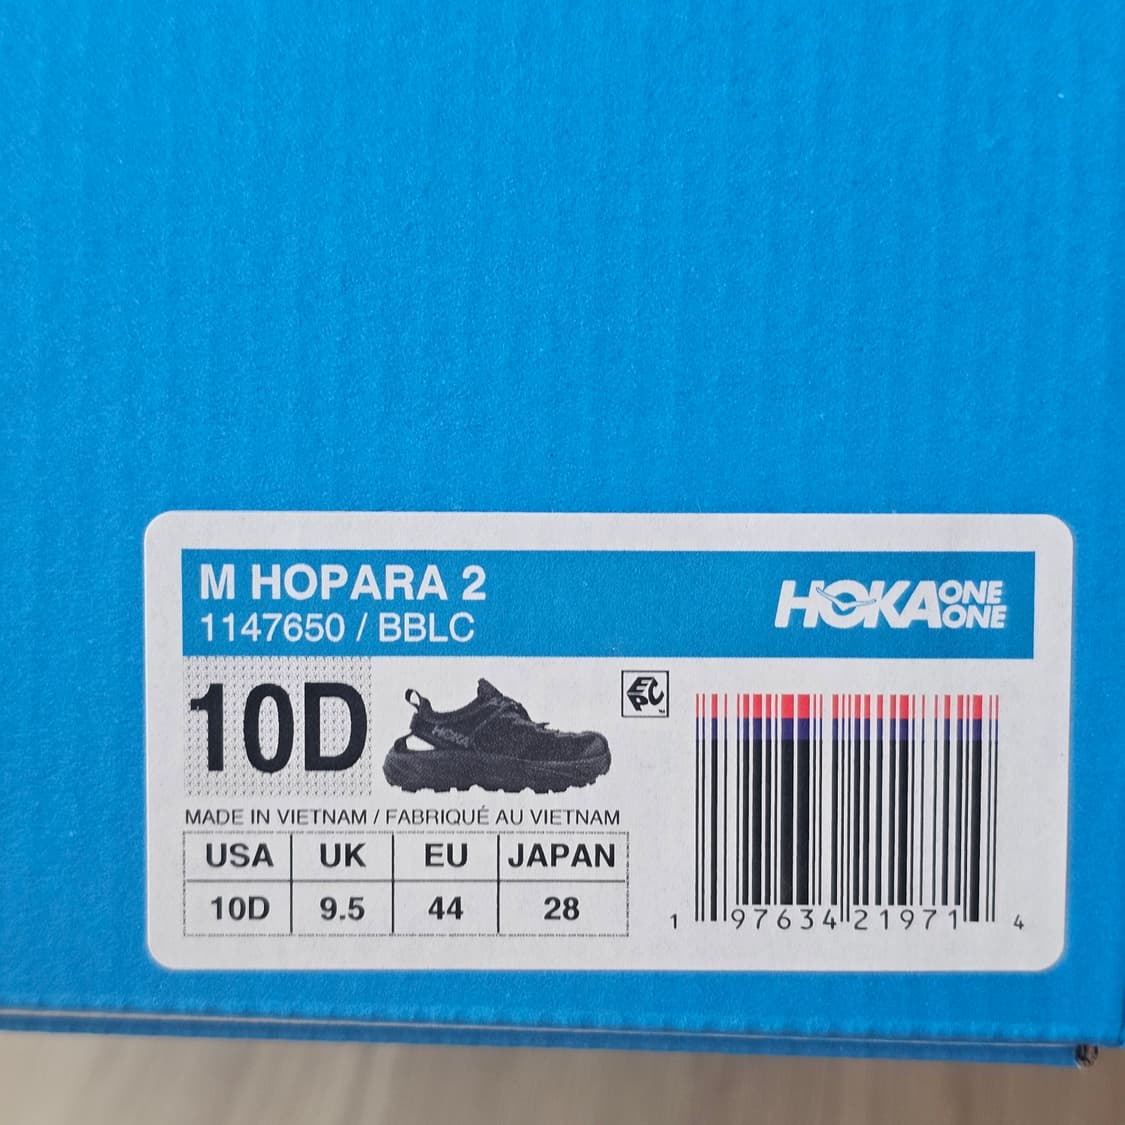 M HOPARA 2
1147650 / BBLC
HOKA ONE ONE
10D
HOKA
EPC
MADE IN VIETNAM / FABRIQUÉ AU VIETNAM
USA UK EU JAPAN
10D 9.5 44 28
1 97634 21971 4